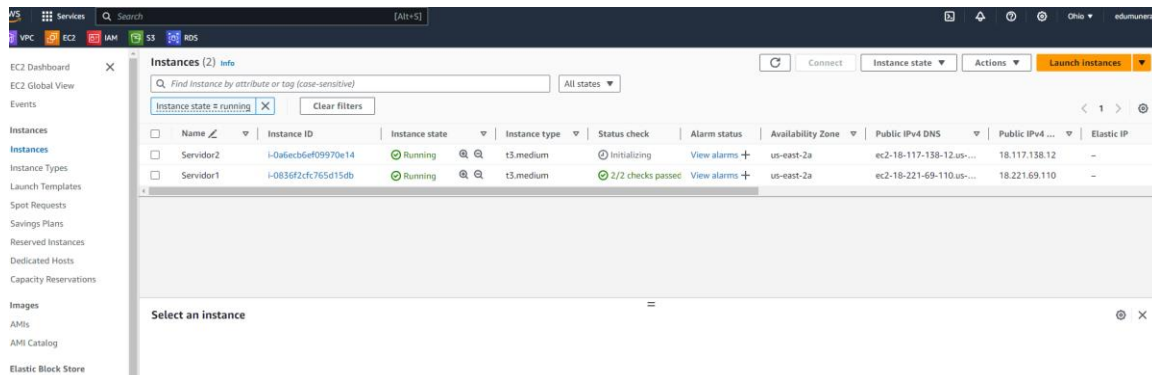 Services
Search
[Alt+S]
Ohio
VPC EC2 IAM S3 RDS
EC2 Dashboard
EC2 Global View
Events
Instances
Instances
Instance Types
Launch Templates
Spot Requests
Savings Plans
Reserved Instances
Dedicated Hosts
Capacity Reservations
Images
AMIs
AMI Catalog
Elastic Block Store
Instances (2) Info
Connect Instance state Actions Launch instances
Find Instance by attribute or tag (case-sensitive) All states
Instance state = running Clear filters
1
Name Instance ID Instance state Instance type Status check Alarm status Availability Zone Public IPv4 DNS Public IPv4 ... Elastic IP
Servidor2 i-0a6ecb6ef09970e14 Running t3.medium Initializing View alarms + us-east-2a ec2-18-117-138-12.us-... 18.117.138.12 –
Servidor1 i-0836f2cfc765d15db Running t3.medium 2/2 checks passed View alarms + us-east-2a ec2-18-221-69-110.us-... 18.221.69.110 –
Select an instance